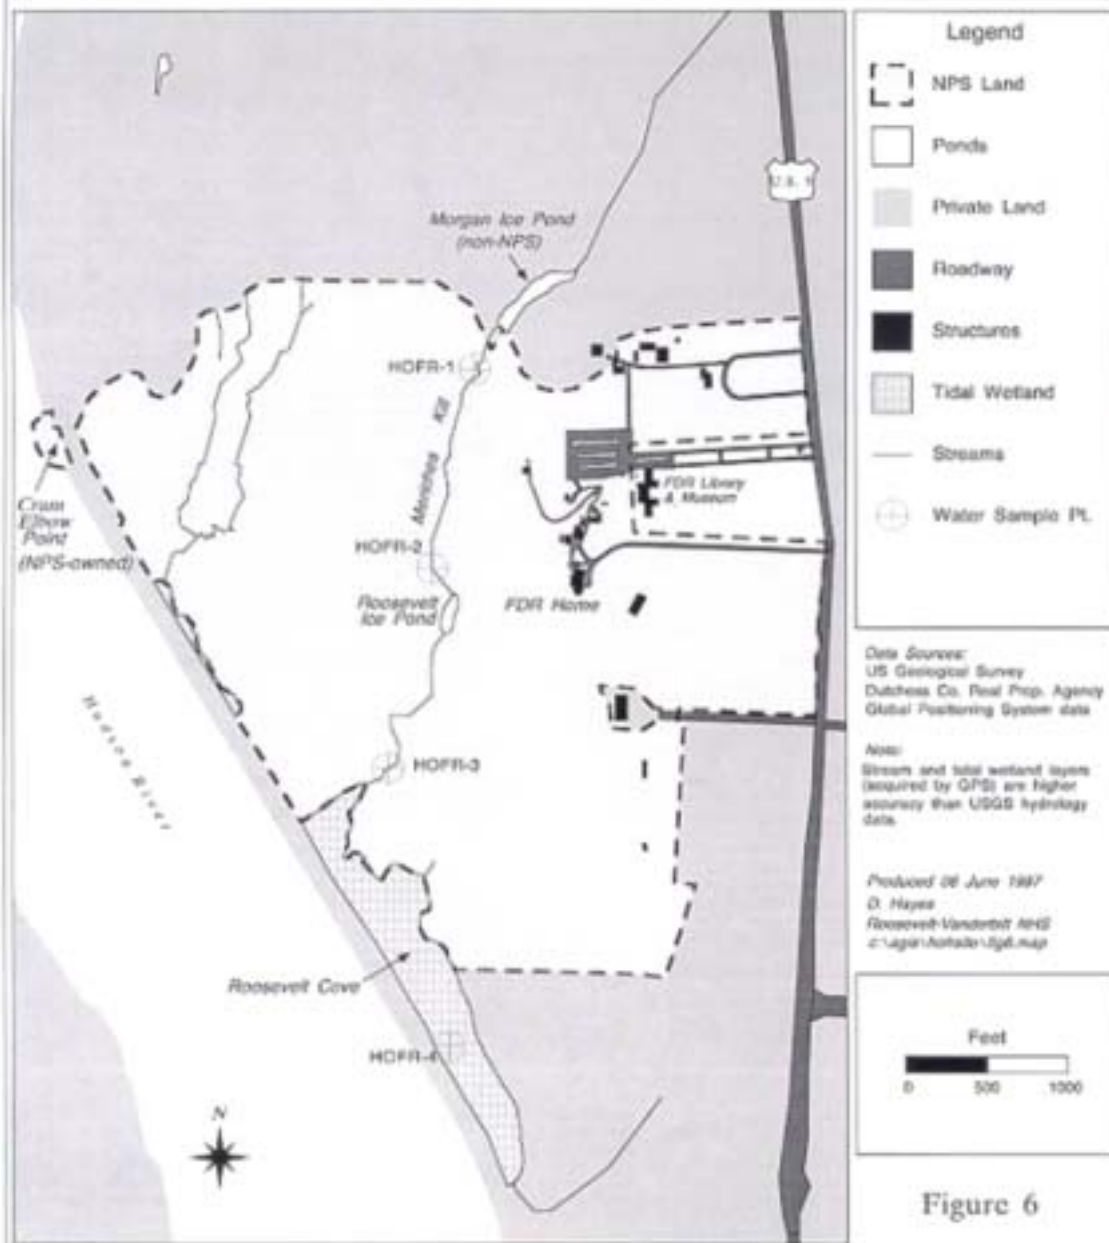 Legend
NPS Land
Ponds
Private Land
Roadway
Structures
Tidal Wetland
Streams
Water Sample Pt.
Morgan Ice Pond
(non-NPS)
HOFR-1
Kill
FDR Library
& Museum
Crum
Elbow
Point
(NPS-owned)
HOFR-2
Roosevelt
Ice Pond
FDR Home
Hudson River
HOFR-3
Roosevelt Cove
HOFR-4
N
Data Sources:
US Geological Survey
Dutchess Co. Real Prop. Agency
Global Positioning System data
Note:
Stream and tidal wetland layers
(acquired by GPS) are higher
accuracy than USGS hydrology
data.
Produced 06 June 1997
D. Hayes
Roosevelt-Vanderbilt NHS
Feet
0 500 1000
Figure 6